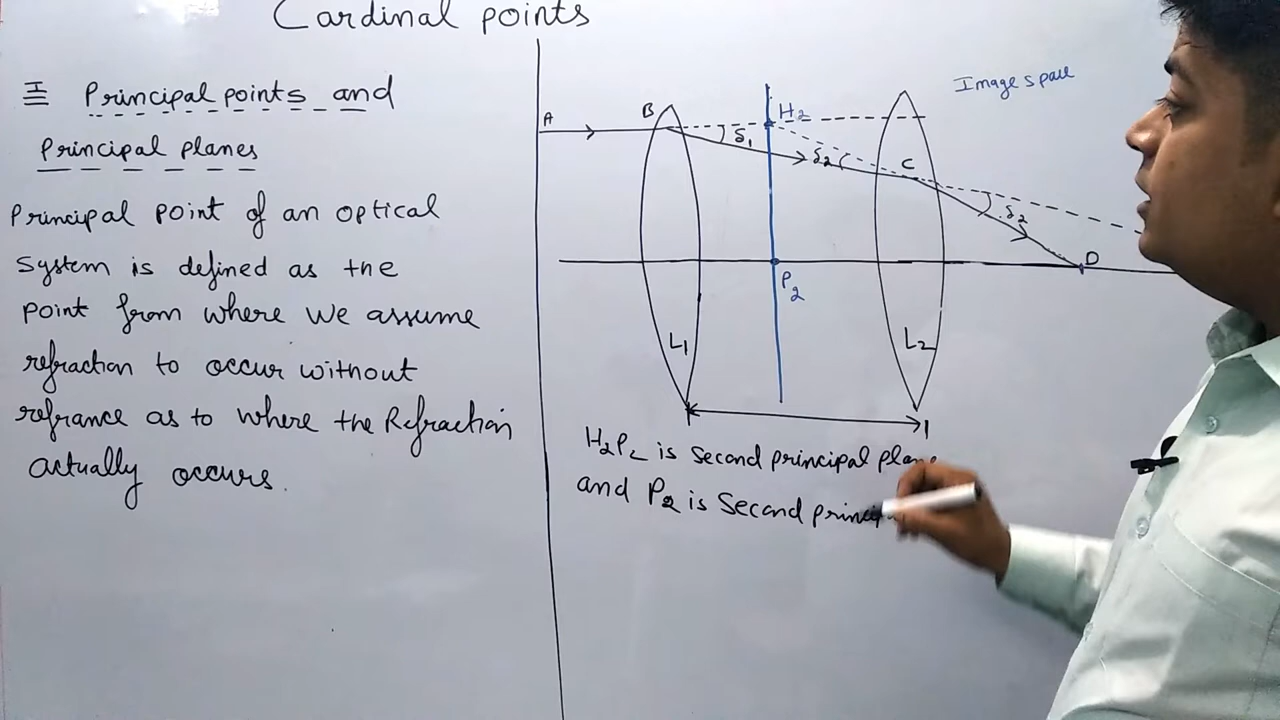 Cardinal points
I Principal points and
Principal planes
Principal point of an optical
System is defined as the
point from where we assume
refraction to occur without
refrance as to where the Refraction
actually occurs.
Image space
A
B
H2
δ1
δ2
C
δ2
D
P2
L1
L2
H2P2 is second principal plane
and P2 is Second princip